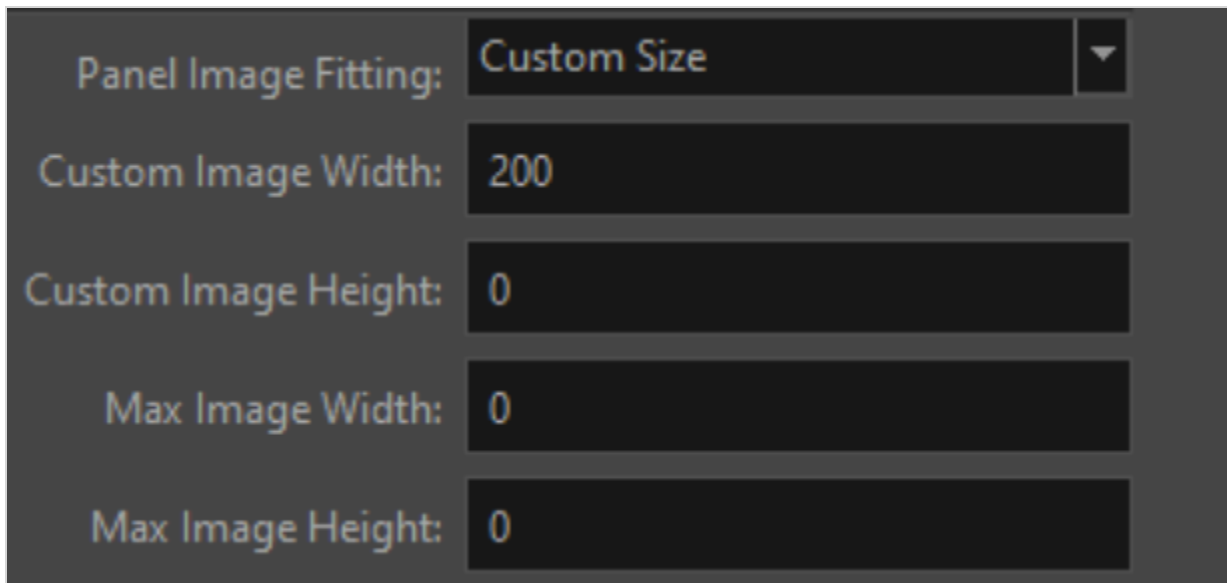 Panel Image Fitting: Custom Size
Custom Image Width: 200
Custom Image Height: 0
Max Image Width: 0
Max Image Height: 0